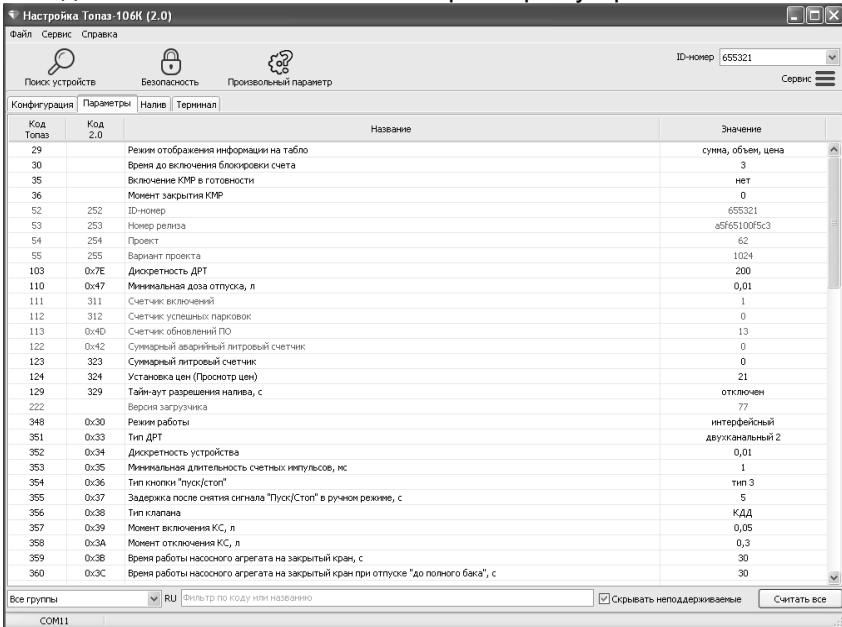 Настройка Топаз-106К (2.0)
Файл Сервис Справка
Поиск устройств Безопасность Произвольный параметр
ID-номер 655321
Сервис
Конфигурация Параметры Налив Терминал
Код Топаз Код 2.0 Название Значение
29 Режим отображения информации на табло сумма, объем, цена
30 Время до включения блокировки счета 3
35 Включение КМР в готовности нет
36 Момент закрытия КМР 0
52 252 ID-номер 655321
53 253 Номер релиза a5f65100f5c3
54 254 Проект 62
55 255 Вариант проекта 1024
103 0x7E Дискретность ДРТ 200
110 0x47 Минимальная доза отпуска, л 0,01
111 311 Счетчик включений 1
112 312 Счетчик успешных парковок 0
113 0x4D Счетчик обновлений ПО 13
122 0x42 Суммарный аварийный литровый счетчик 0
123 323 Суммарный литровый счетчик 0
124 324 Установка цен (Просмотр цен) 21
129 329 Тайм-аут разрешения налива, с отключен
222 Версия загрузчика 77
348 0x30 Режим работы интерфейсный
351 0x33 Тип ДРТ двухканальный 2
352 0x34 Дискретность устройства 0,01
353 0x35 Минимальная длительность счетных импульсов, мс 1
354 0x36 Тип кнопки "пуск/стоп" тип 3
355 0x37 Задержка после снятия сигнала "Пуск/Стоп" в ручном режиме, с 5
356 0x38 Тип клапана КДД
357 0x39 Момент включения КС, л 0,05
358 0x3A Момент отключения КС, л 0,3
359 0x3B Время работы насосного агрегата на закрытый кран, с 30
360 0x3C Время работы насосного агрегата на закрытый кран при отпуске "до полного бака", с 30
Все группы RU Фильтр по коду или названию Скрывать неподдерживаемые Считать все
COM11